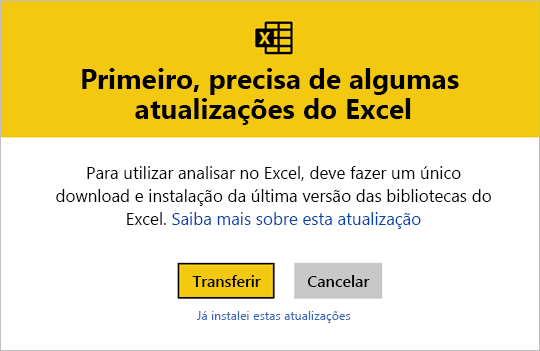 Primeiro, precisa de algumas
atualizações do Excel
Para utilizar analisar no Excel, deve fazer um único
download e instalação da última versão das bibliotecas do
Excel. Saiba mais sobre esta atualização
Transferir
Cancelar
Já instalei estas atualizações